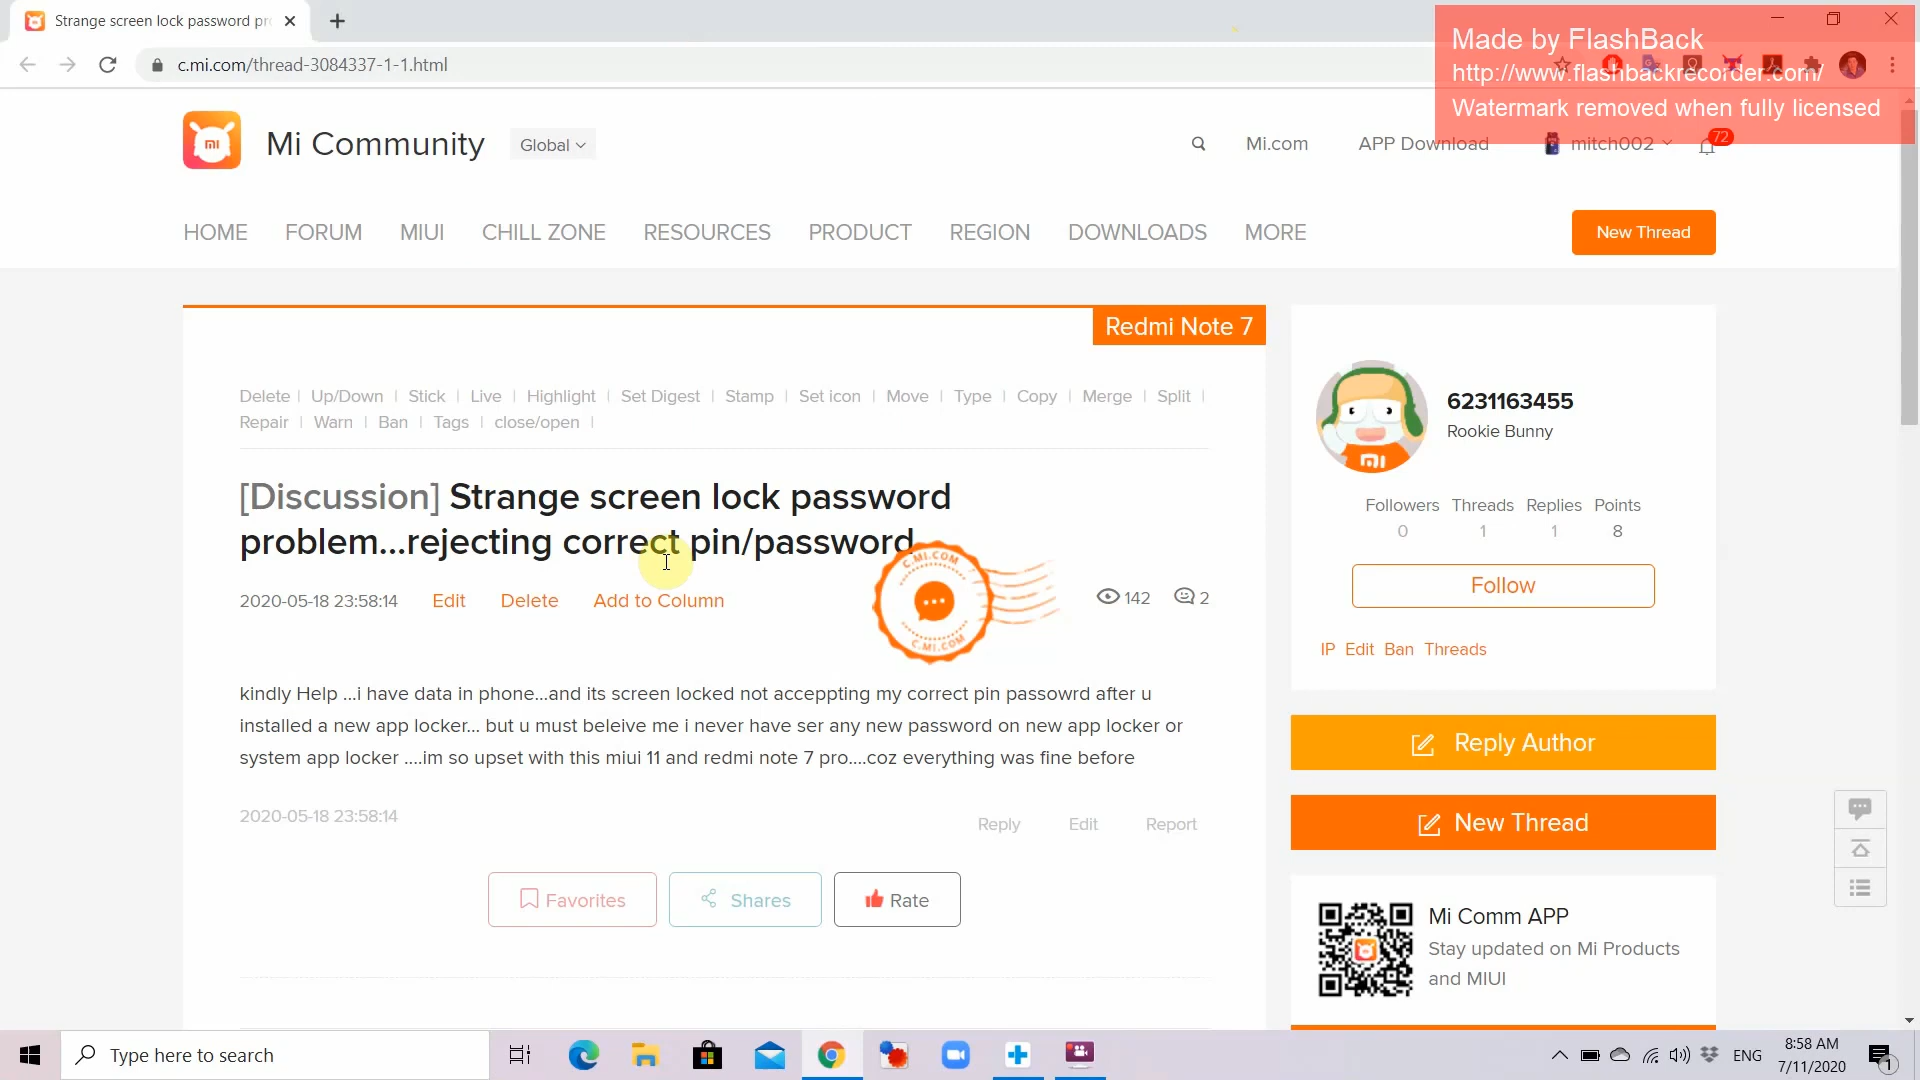 Strange screen lock password pr
c.mi.com/thread-3084337-1-1.html
Made by FlashBack
http://www.flashbackrecorder.com/
Watermark removed when fully licensed
mi
Mi Community
Global
Mi.com
APP Download
mitch002
72
HOME
FORUM
MIUI
CHILL ZONE
RESOURCES
PRODUCT
REGION
DOWNLOADS
MORE
New Thread
Redmi Note 7
Delete | Up/Down | Stick | Live | Highlight | Set Digest | Stamp | Set icon | Move | Type | Copy | Merge | Split |
Repair | Warn | Ban | Tags | close/open |
[Discussion] Strange screen lock password
problem...rejecting correct pin/password
2020-05-18 23:58:14
Edit
Delete
Add to Column
C.MI.COM
C.MI.COM
142
2
kindly Help ...i have data in phone...and its screen locked not acceppting my correct pin passowrd after u
installed a new app locker... but u must beleive me i never have ser any new password on new app locker or
system app locker ....im so upset with this miui 11 and redmi note 7 pro....coz everything was fine before
2020-05-18 23:58:14
Reply
Edit
Report
Favorites
Shares
Rate
mi
6231163455
Rookie Bunny
Followers Threads Replies Points
0 1 1 8
Follow
IP Edit Ban Threads
Reply Author
New Thread
Mi Comm APP
Stay updated on Mi Products
and MIUI
Type here to search
ENG
8:58 AM
7/11/2020
1